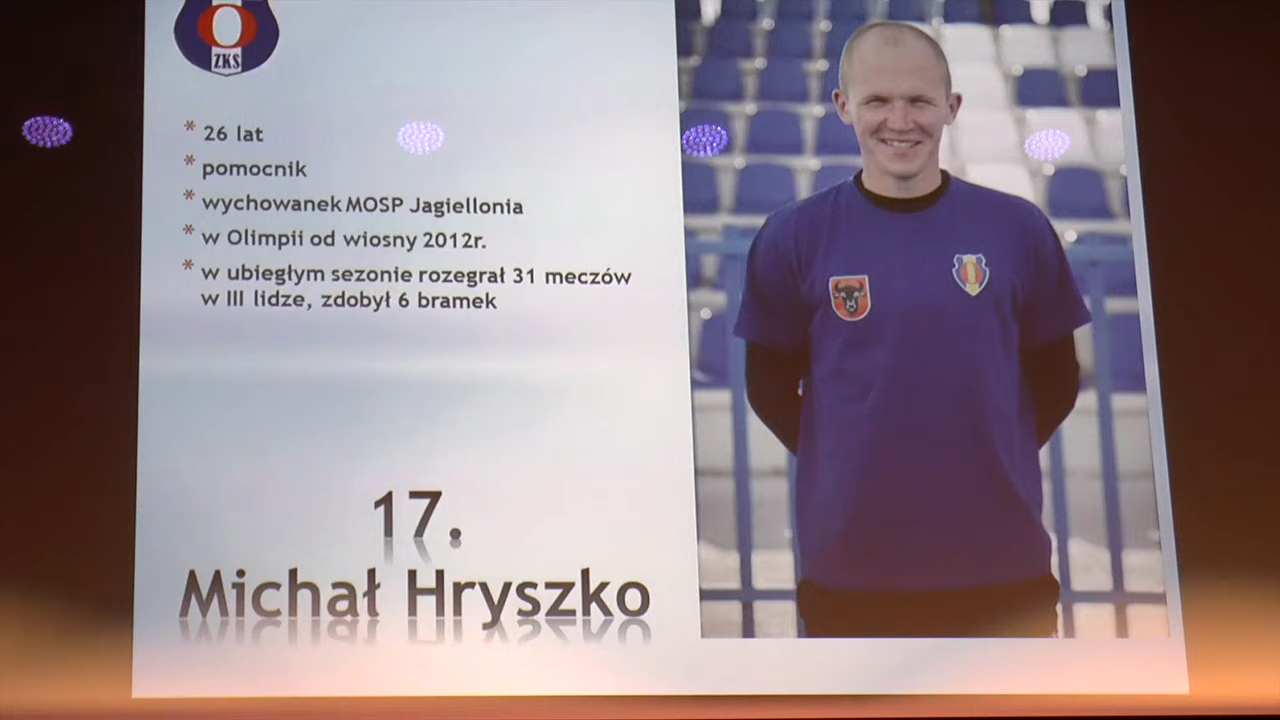 O
ZKS
* 26 lat
* pomocnik
* wychowanek MOSP Jagiellonia
* w Olimpii od wiosny 2012r.
* w ubiegłym sezonie rozegrał 31 meczów
w III lidze, zdobył 6 bramek
17.
Michał Hryszko